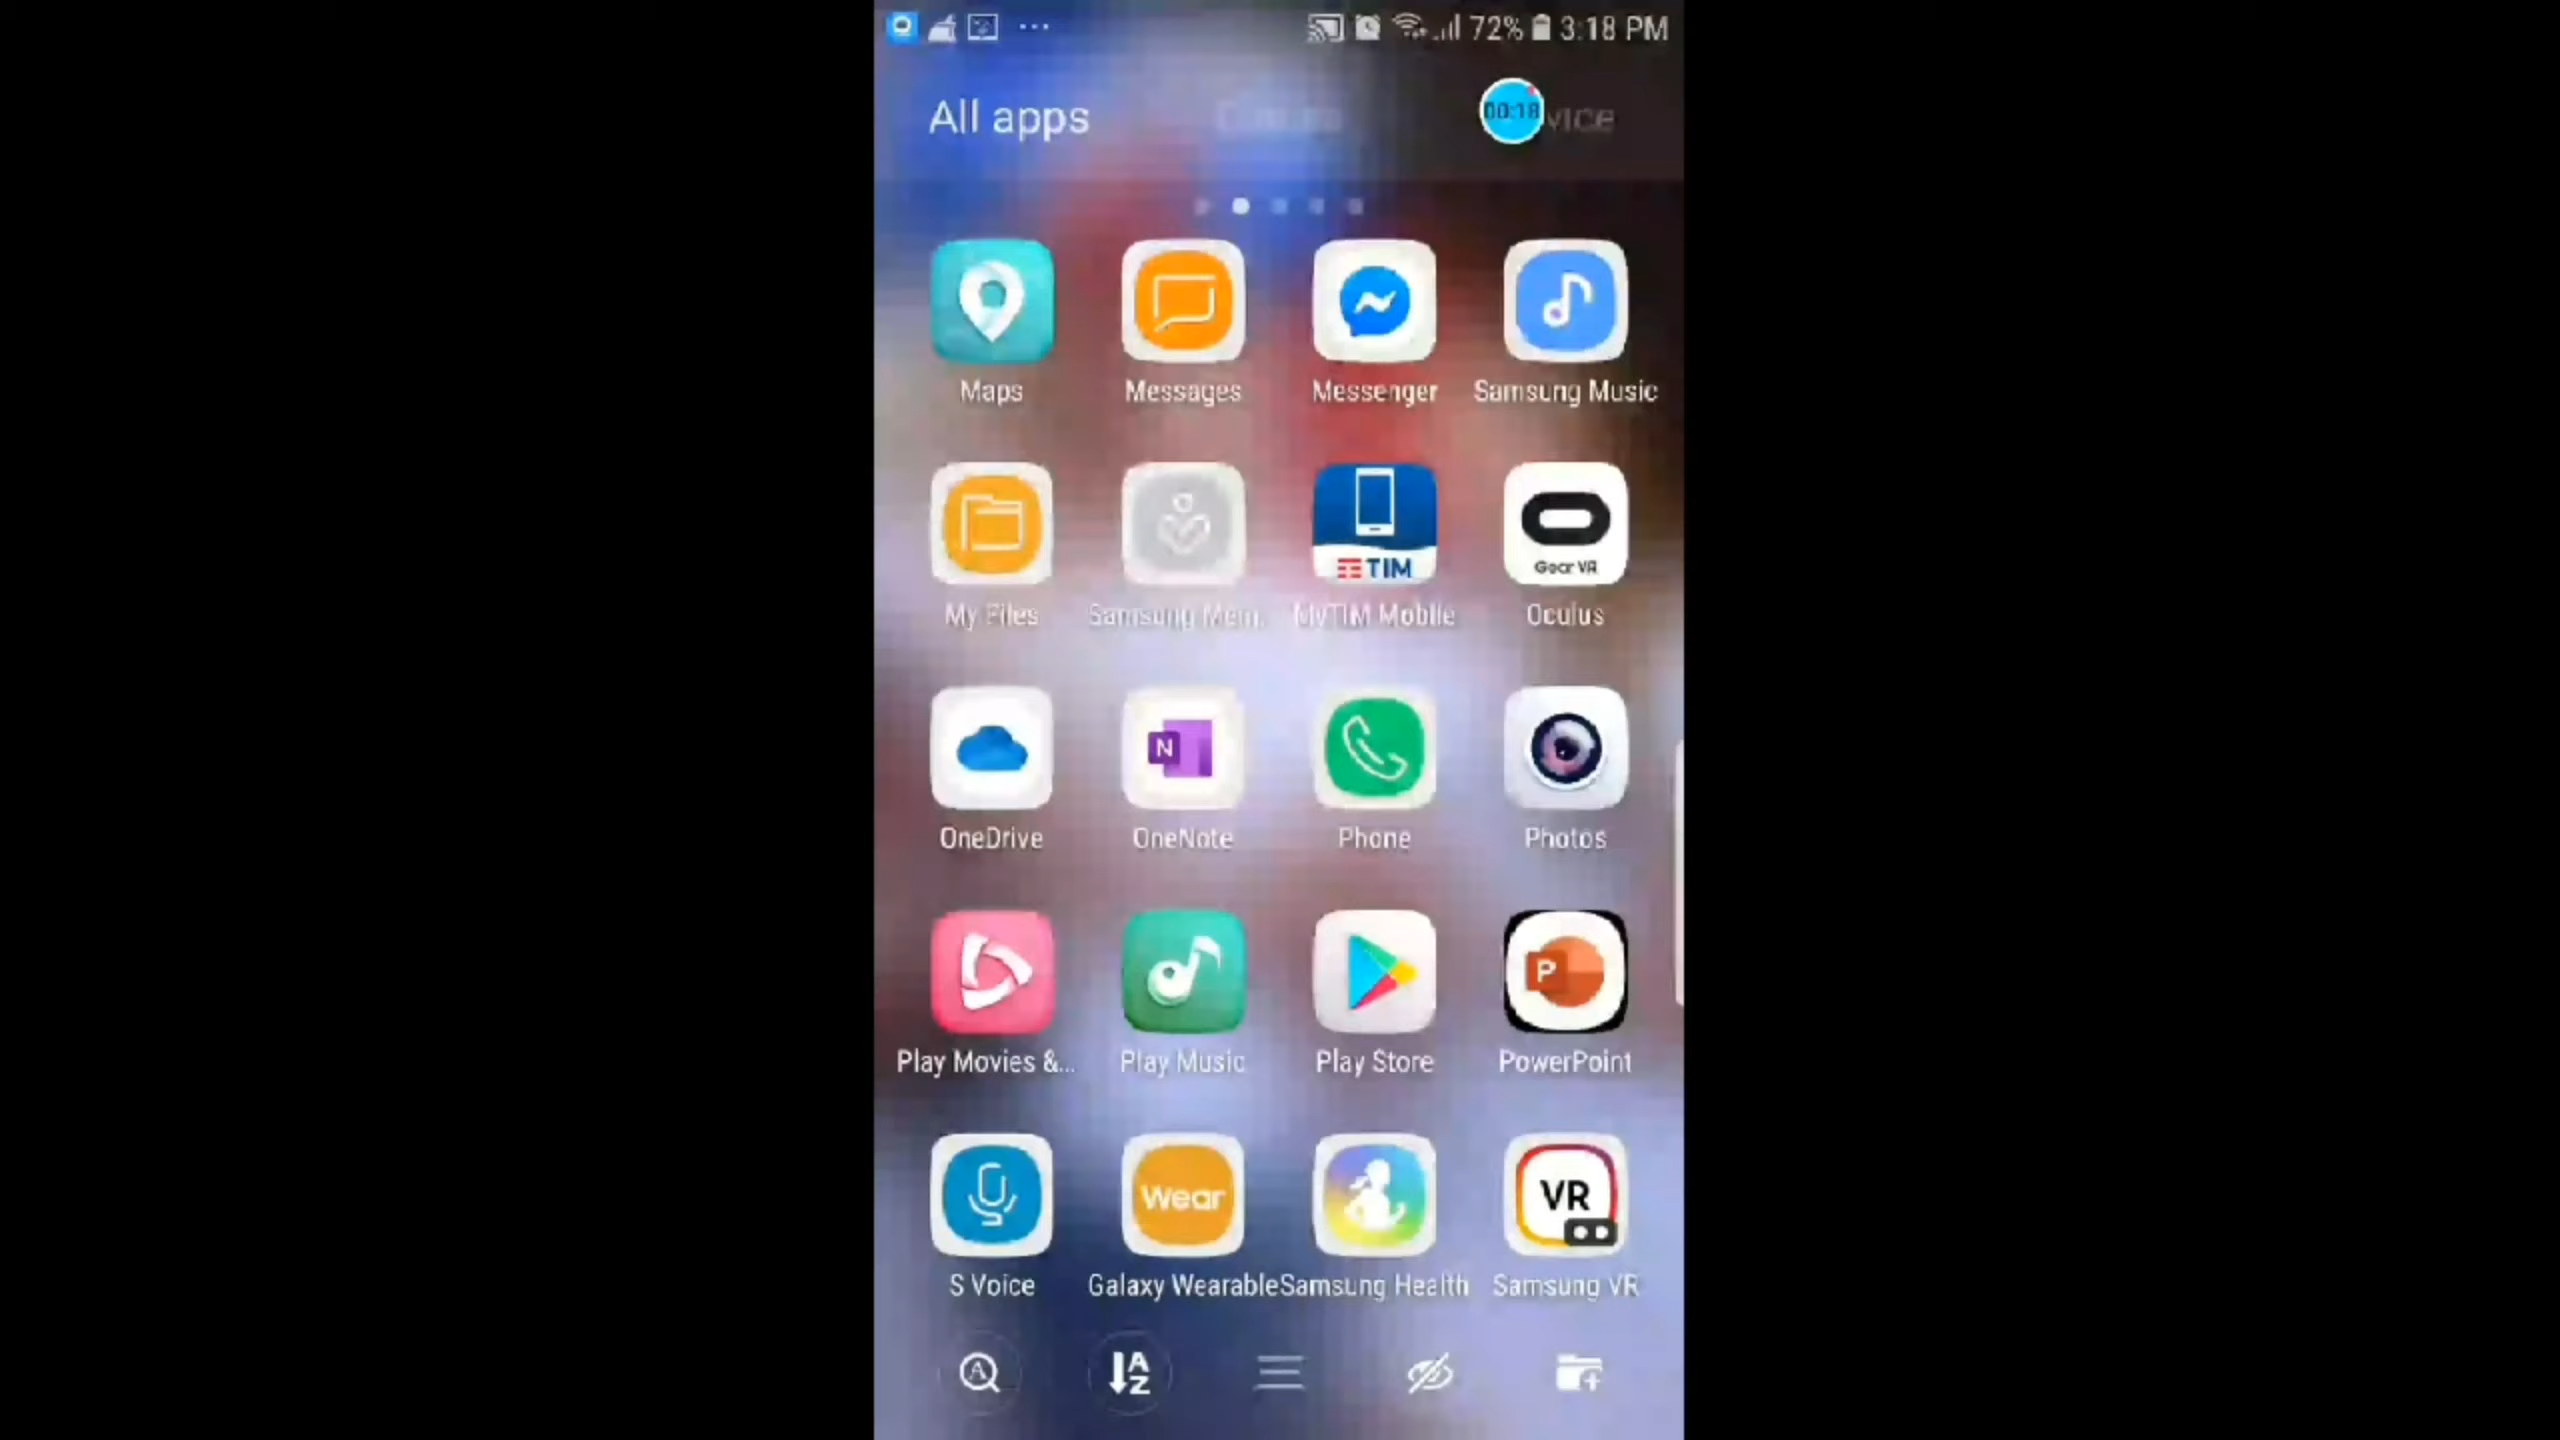 72% 3:18 PM
All apps 00:18 vice
Maps Messages Messenger Samsung Music
Gear VR
TIM
My Files Samsung Mem. MyTIM Mobile Oculus
N
OneDrive OneNote Phone Photos
P
Play Movies &... Play Music Play Store PowerPoint
Wear VR
S Voice Galaxy Wearable Samsung Health Samsung VR
A A
Z